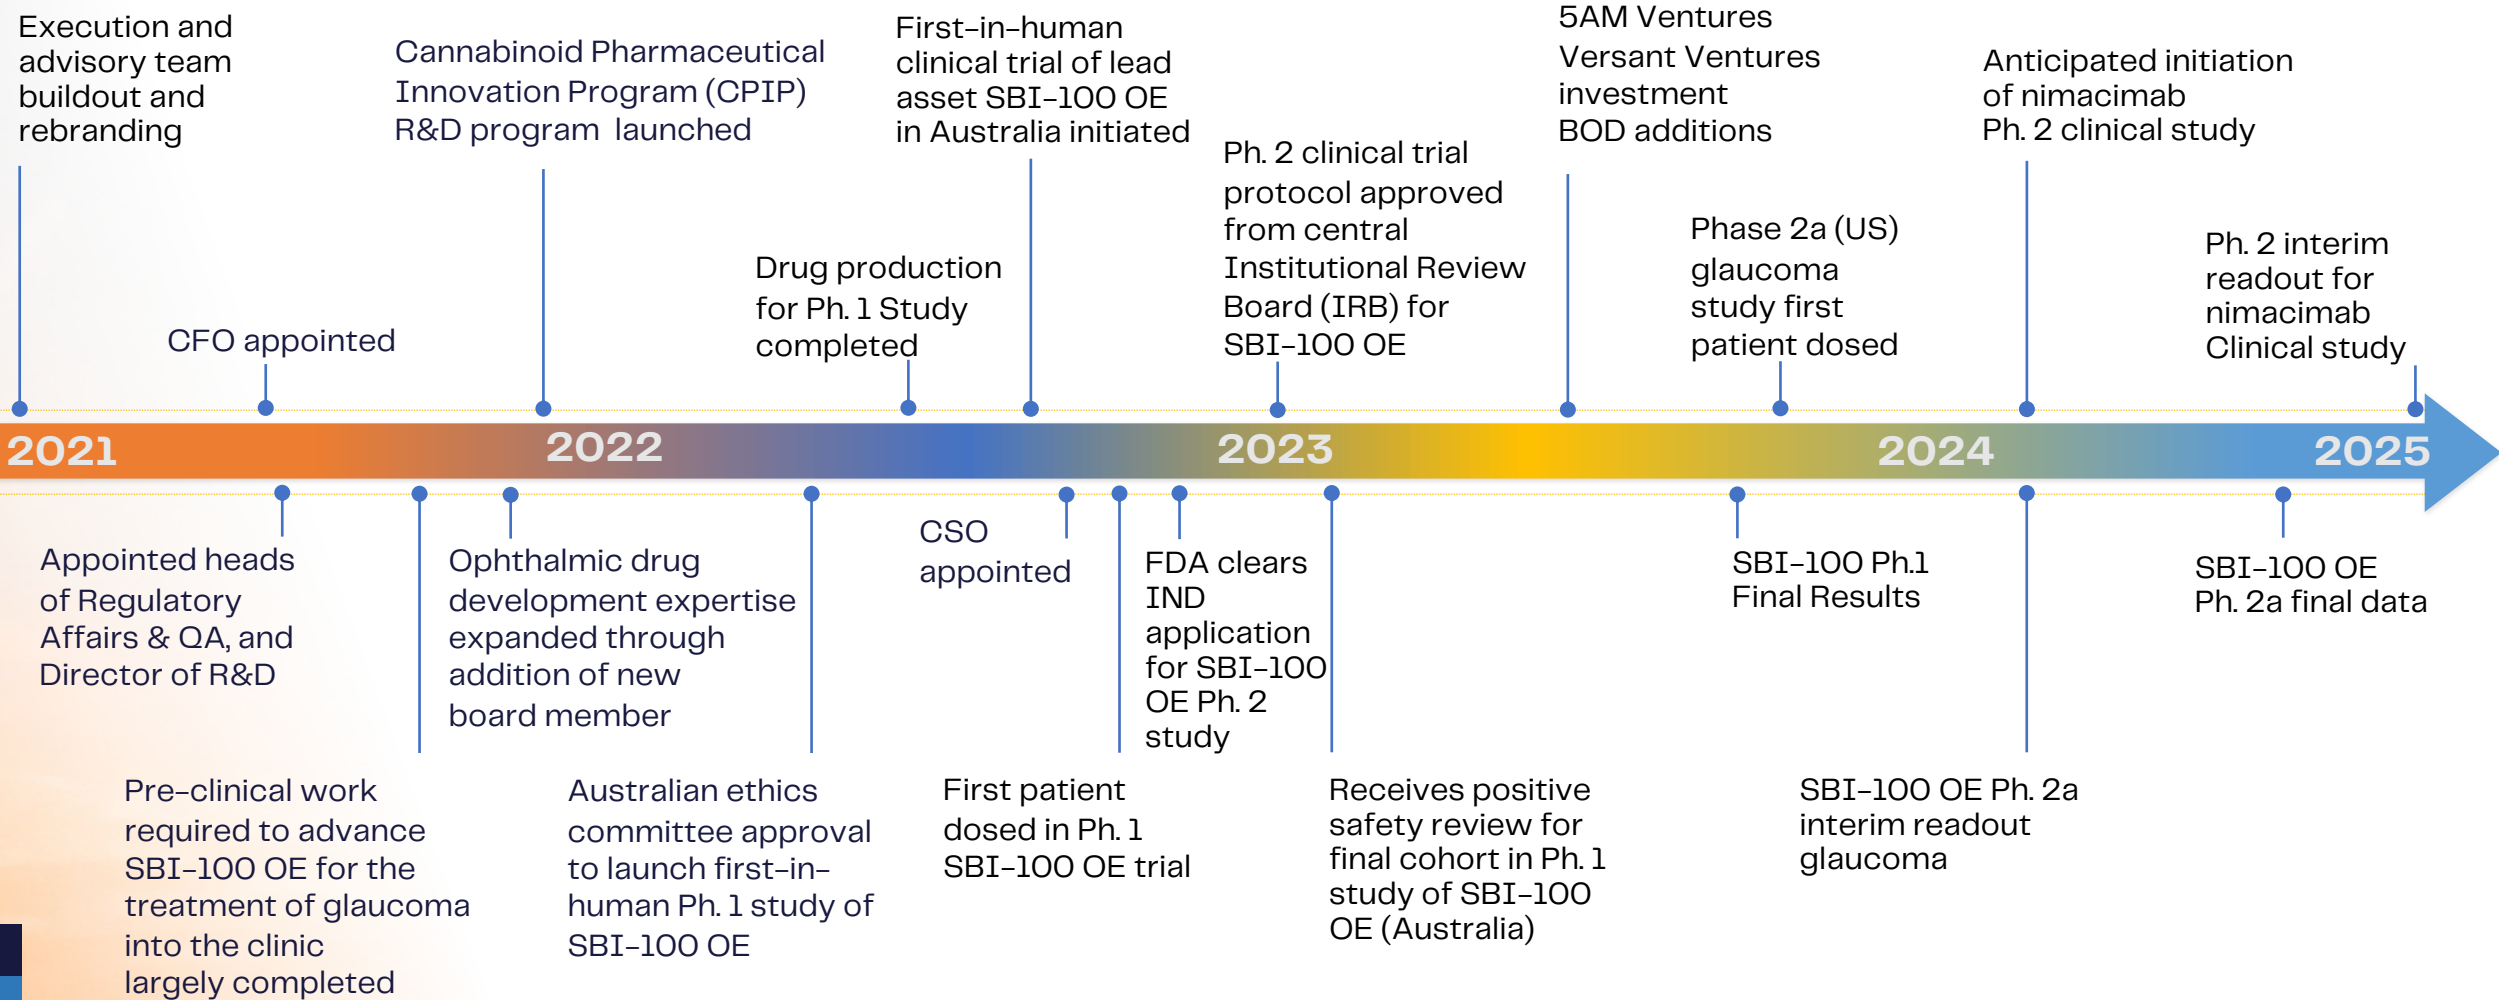 Execution and
advisory team
buildout and
rebranding
CFO appointed
Cannabinoid Pharmaceutical
Innovation Program (CPIP)
R&D program launched
Drug production
for Ph. 1 Study
completed
First-in-human
clinical trial of lead
asset SBI-100 OE
in Australia initiated
Ph. 2 clinical trial
protocol approved
from central
Institutional Review
Board (IRB) for
SBI-100 OE
5AM Ventures
Versant Ventures
investment
BOD additions
Phase 2a (US)
glaucoma
study first
patient dosed
Anticipated initiation
of nimacimab
Ph. 2 clinical study
Ph. 2 interim
readout for
nimacimab
Clinical study
2021
2022
2023
2024
2025
Appointed heads
of Regulatory
Affairs & QA, and
Director of R&D
Pre-clinical work
required to advance
SBI-100 OE for the
treatment of glaucoma
into the clinic
largely completed
Ophthalmic drug
development expertise
expanded through
addition of new
board member
Australian ethics
committee approval
to launch first-in-
human Ph. 1 study of
SBI-100 OE
CSO
appointed
First patient
dosed in Ph. 1
SBI-100 OE trial
FDA clears
IND
application
for SBI-100
OE Ph. 2
study
Receives positive
safety review for
final cohort in Ph. 1
study of SBI-100
OE (Australia)
SBI-100 Ph.1
Final Results
SBI-100 OE Ph. 2a
interim readout
glaucoma
SBI-100 OE
Ph. 2a final data